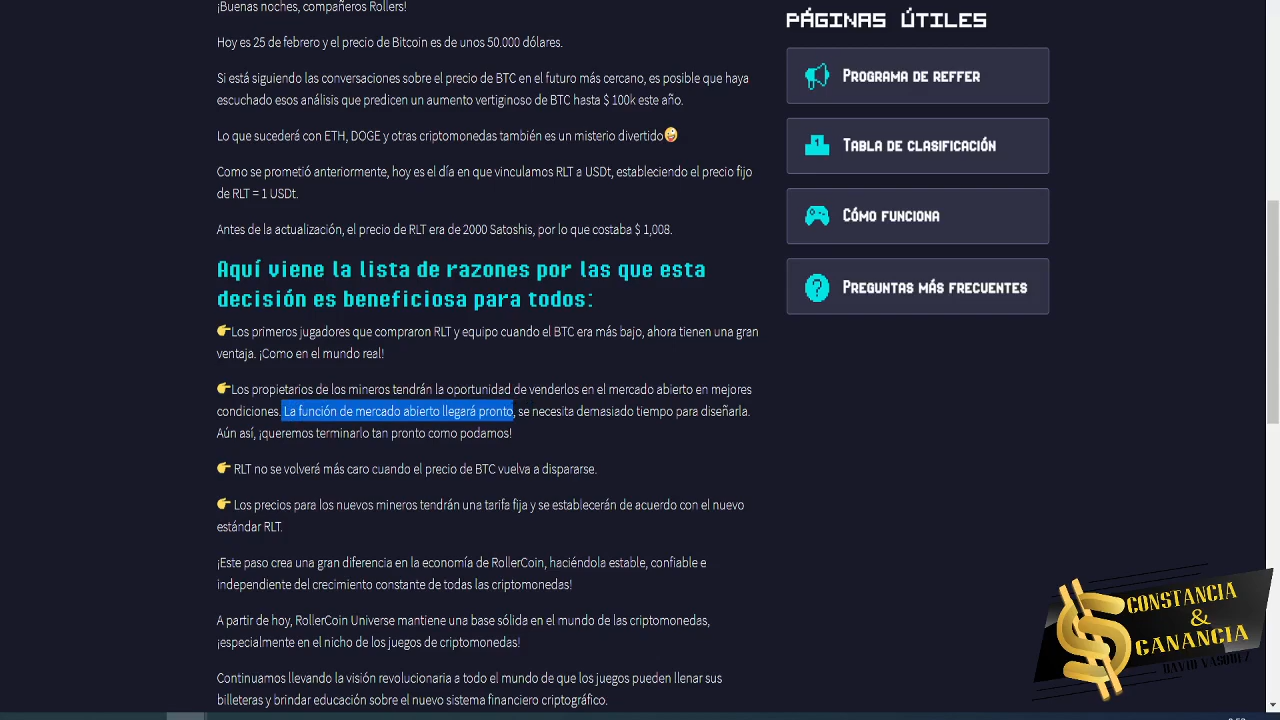 ¡Buenas noches, compañeros Rollers!
Hoy es 25 de febrero y el precio de Bitcoin es de unos 50.000 dólares.
Si está siguiendo las conversaciones sobre el precio de BTC en el futuro más cercano, es posible que haya
escuchado esos análisis que predicen un aumento vertiginoso de BTC hasta $ 100k este año.
Lo que sucederá con ETH, DOGE y otras criptomonedas también es un misterio divertido🤪
Como se prometió anteriormente, hoy es el día en que vinculamos RLT a USDt, estableciendo el precio fijo
de RLT = 1 USDt.
Antes de la actualización, el precio de RLT era de 2000 Satoshis, por lo que costaba $ 1,008.
Aquí viene la lista de razones por las que esta
decisión es beneficiosa para todos:
👉Los primeros jugadores que compraron RLT y equipo cuando el BTC era más bajo, ahora tienen una gran
ventaja. ¡Como en el mundo real!
👉Los propietarios de los mineros tendrán la oportunidad de venderlos en el mercado abierto en mejores
condiciones. La función de mercado abierto llegará pronto, se necesita demasiado tiempo para diseñarla.
Aún así, ¡queremos terminarlo tan pronto como podamos!
👉 RLT no se volverá más caro cuando el precio de BTC vuelva a dispararse.
👉 Los precios para los nuevos mineros tendrán una tarifa fija y se establecerán de acuerdo con el nuevo
estándar RLT.
¡Este paso crea una gran diferencia en la economía de RollerCoin, haciéndola estable, confiable e
independiente del crecimiento constante de todas las criptomonedas!
A partir de hoy, RollerCoin Universe mantiene una base sólida en el mundo de las criptomonedas,
¡especialmente en el nicho de los juegos de criptomonedas!
Continuamos llevando la visión revolucionaria a todo el mundo de que los juegos pueden llenar sus
billeteras y brindar educación sobre el nuevo sistema financiero criptográfico.
PÁGINAS ÚTILES
PROGRAMA DE REFFER
TABLA DE CLASIFICACIÓN
CÓMO FUNCIONA
PREGUNTAS MÁS FRECUENTES
CONSTANCIA
&
GANANCIA
DAVID VASQUEZ